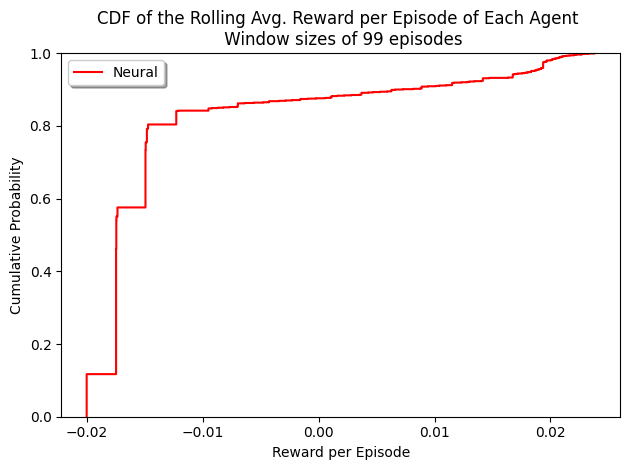 CDF of the Rolling Avg. Reward per Episode of Each Agent
Window sizes of 99 episodes
Neural
1.0
0.8
0.6
0.4
0.2
0.0
Cumulative Probability
−0.02
−0.01
0.00
0.01
0.02
Reward per Episode